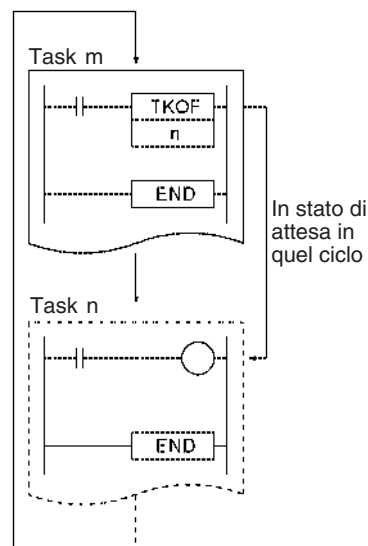 Task m
TKOF
n
END
In stato di
attesa in
quel ciclo
Task n
END